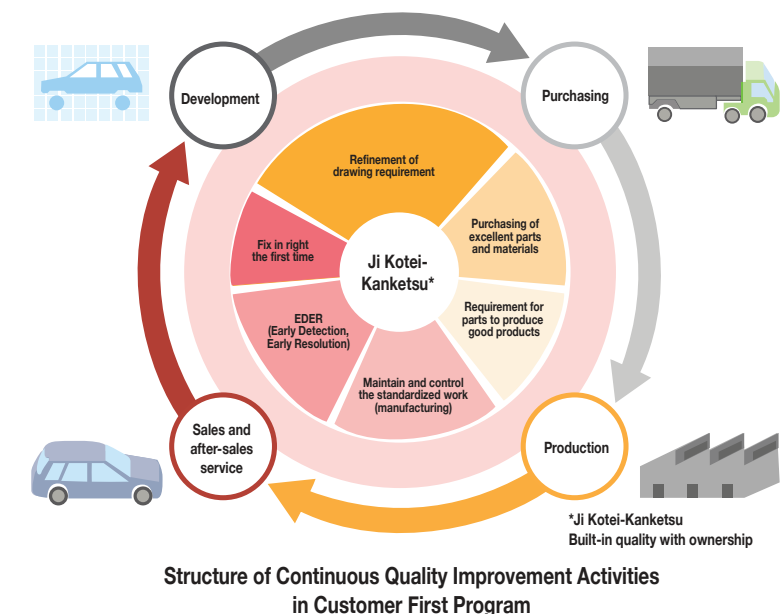 Development
Purchasing
Refinement of
drawing requirement
Purchasing of
excellent parts
and materials
Fix in right
the first time
Ji Kotei-
Kanketsu*
Requirement for
parts to produce
good products
EDER
(Early Detection,
Early Resolution)
Maintain and control
the standardized work
(manufacturing)
Sales and
after-sales
service
Production
*Ji Kotei-Kanketsu
Built-in quality with ownership
Structure of Continuous Quality Improvement Activities
in Customer First Program